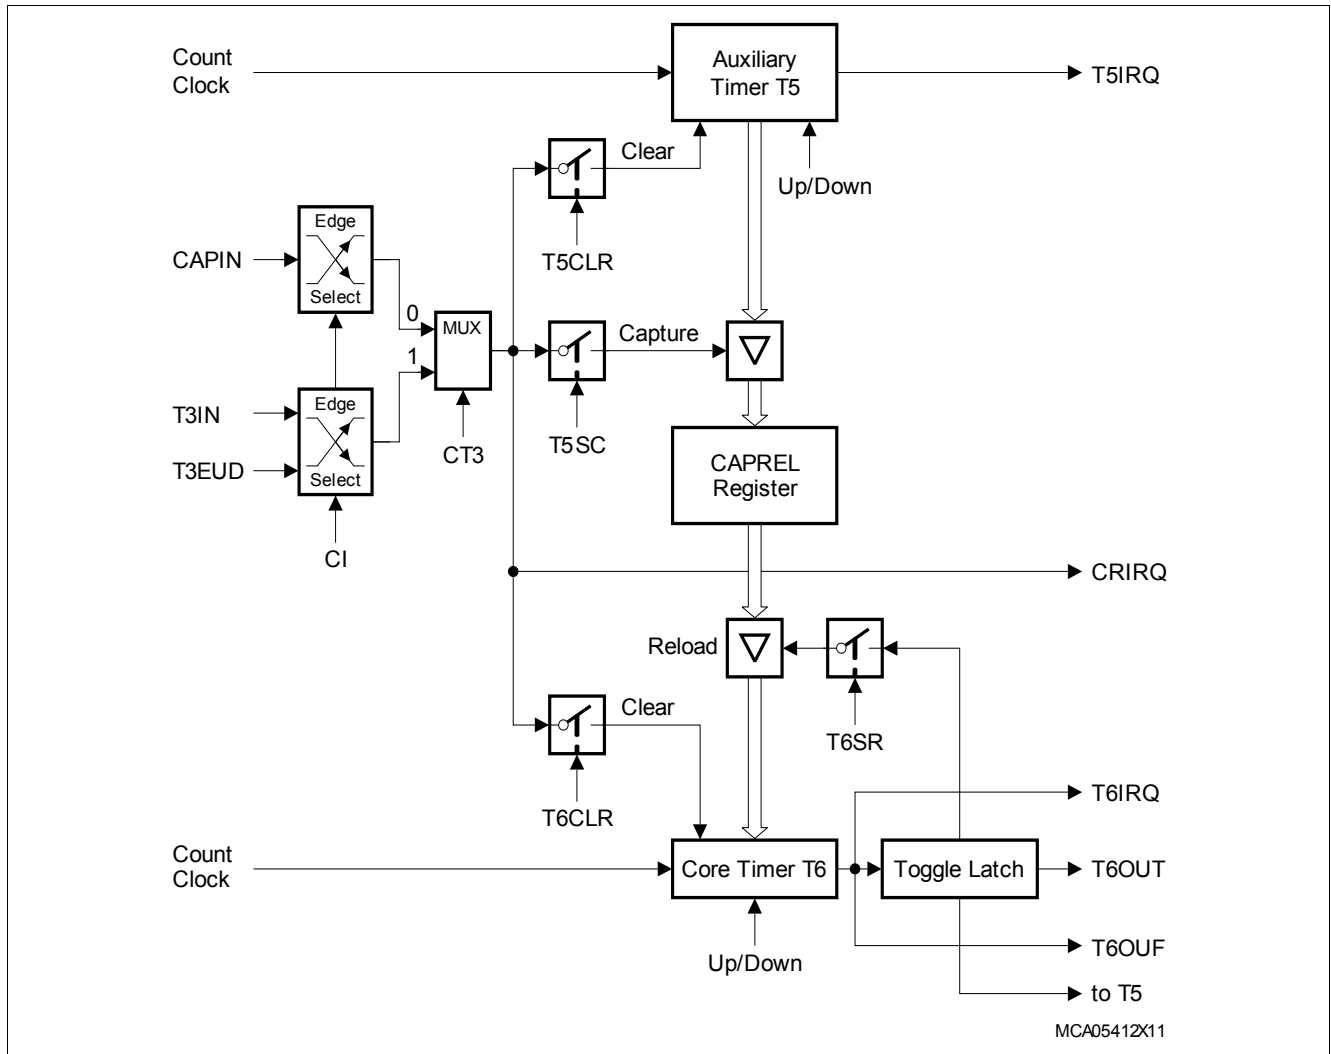 Count
Clock
Auxiliary
Timer T5
T5IRQ
Clear
Up/Down
T5CLR
Edge
Select
CAPIN
0
MUX
1
Capture
T3IN
T3EUD
Edge
Select
CI
CT3
T5SC
CAPREL
Register
CRIRQ
Reload
T6SR
Clear
T6CLR
T6IRQ
Count
Clock
Core Timer T6
Toggle Latch
T6OUT
Up/Down
T6OUF
to T5
MCA05412X11